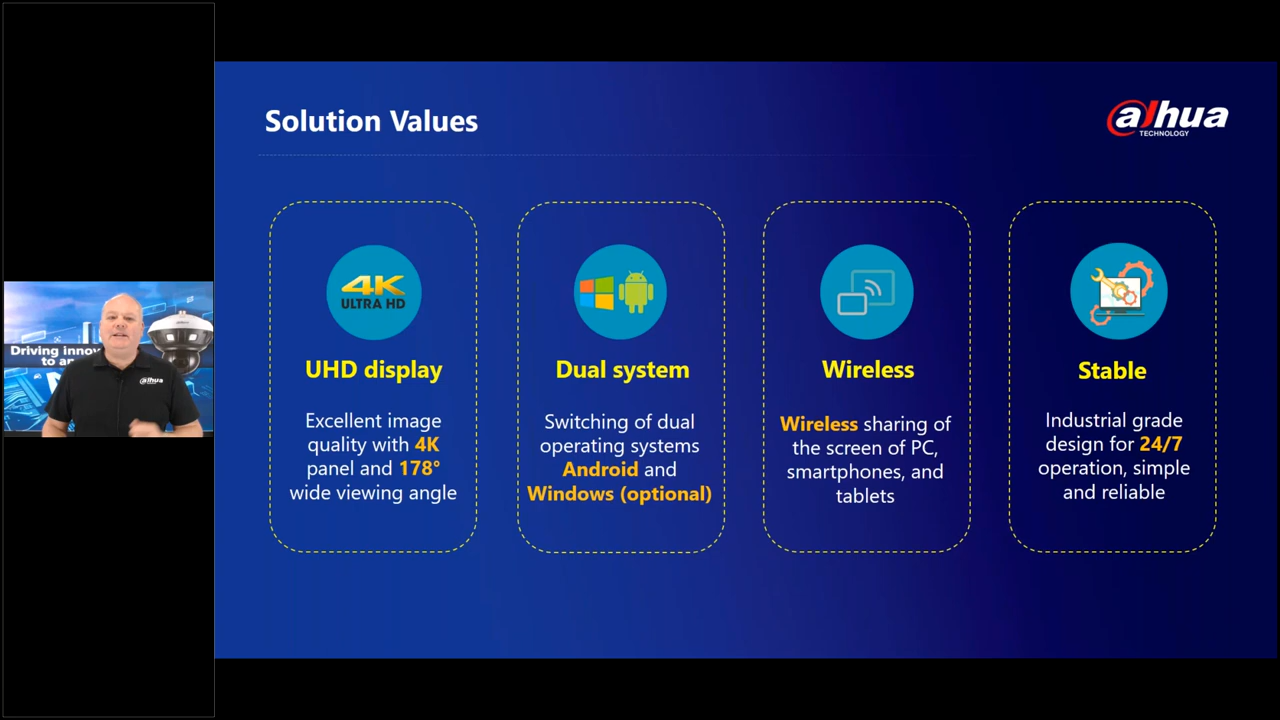 Solution Values
alhua
TECHNOLOGY
4K
ULTRA HD
UHD display
Excellent image
quality with 4K
panel and 178°
wide viewing angle
Dual system
Switching of dual
operating systems
Android and
Windows (optional)
Wireless
Wireless sharing of
the screen of PC,
smartphones, and
tablets
Stable
Industrial grade
design for 24/7
operation, simple
and reliable
Driving innov
to an
alhua